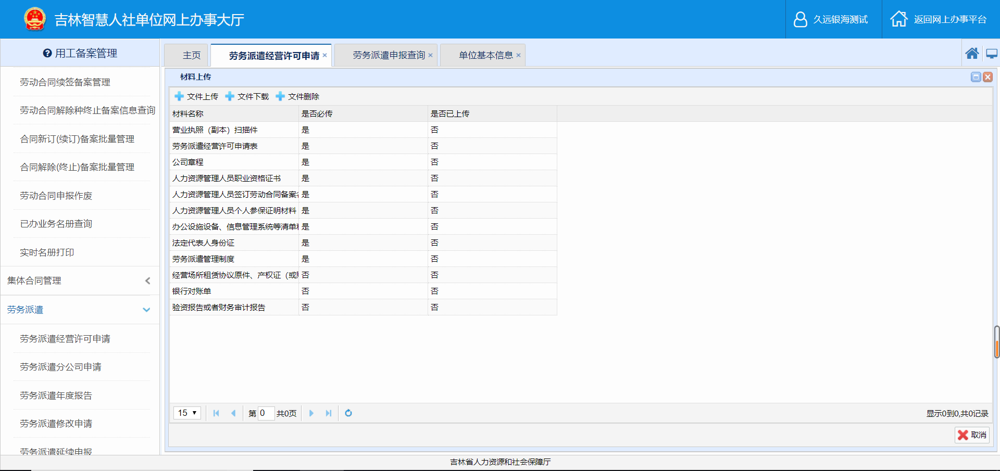 吉林智慧人社单位网上办事大厅
久远银海测试
返回网上办事平台
用工备案管理
主页
劳务派遣经营许可申请 ×
劳务派遣申报查询 ×
单位基本信息 ×
劳动合同续签备案管理
劳动合同解除种终止备案信息查询
合同新订(续订)备案批量管理
合同解除(终止)备案批量管理
劳动合同申报作废
已办业务名册查询
实时名册打印
集体合同管理
劳务派遣
劳务派遣经营许可申请
劳务派遣分公司申请
劳务派遣年度报告
劳务派遣修改申请
劳务派遣延续申报
材料上传
文件上传 文件下载 文件删除
材料名称 是否必传 是否已上传
营业执照（副本）扫描件 是 否
劳务派遣经营许可申请表 是 否
公司章程 是 否
人力资源管理人员职业资格证书 是 否
人力资源管理人员签订劳动合同备案 是 否
人力资源管理人员个人参保证明材料 是 否
办公设施设备、信息管理系统等清单 是 否
法定代表人身份证 是 否
劳务派遣管理制度 是 否
经营场所租赁协议原件、产权证（或 否 否
银行对账单 否 否
验资报告或者财务审计报告 否 否
15 第 0 共0页
显示0到0,共0记录
取消
吉林省人力资源和社会保障厅